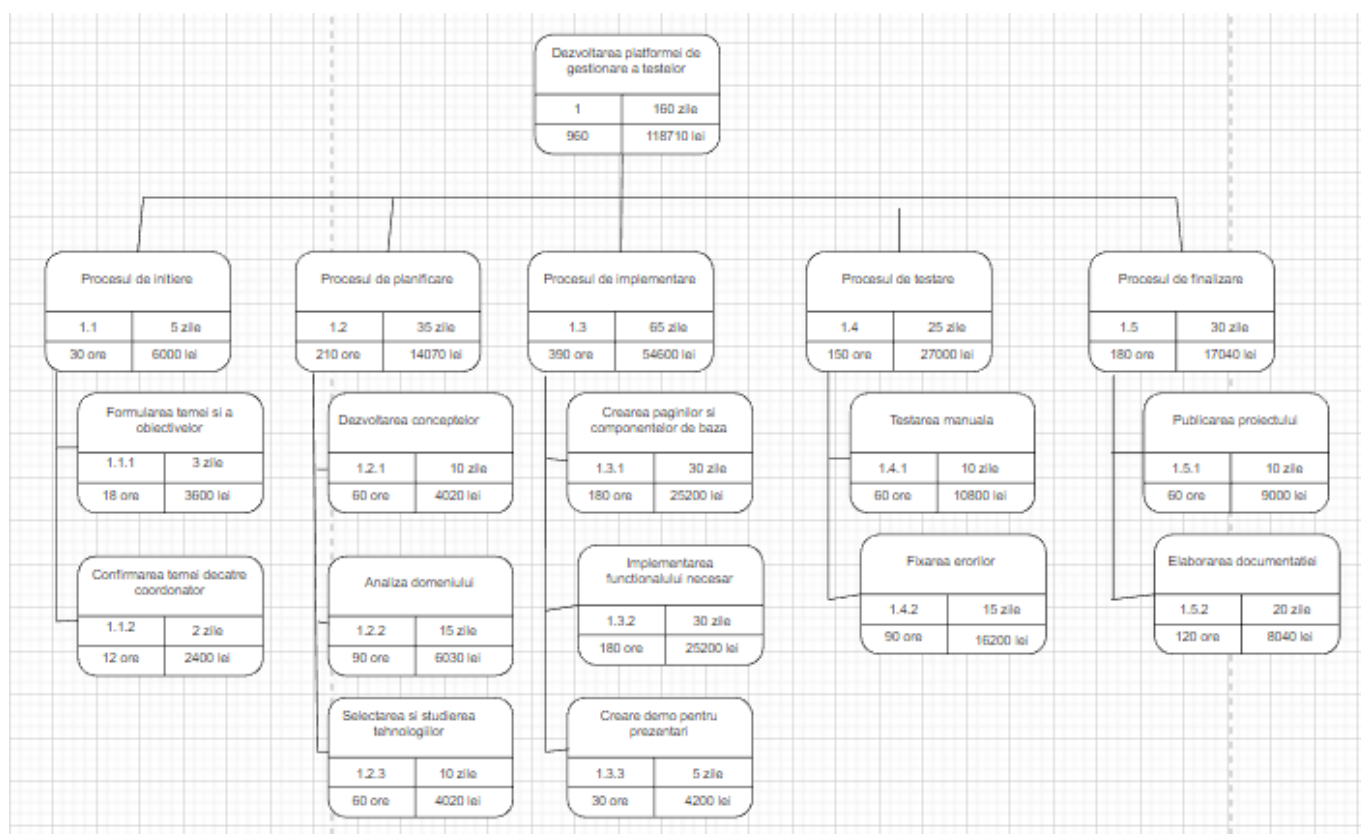 Dezvoltarea platformei de
gestionare a testelor
1 160 zile
960 118710 lei
Procesul de initiere
1.1 5 zile
30 ore 6000 lei
Formularea temei si a
obiectivelor
1.1.1 3 zile
18 ore 3600 lei
Confirmarea temei decatre
coordonator
1.1.2 2 zile
12 ore 2400 lei
Procesul de planificare
1.2 35 zile
210 ore 14070 lei
Dezvoltarea conceptelor
1.2.1 10 zile
60 ore 4020 lei
Analiza domeniului
1.2.2 15 zile
90 ore 6030 lei
Selectarea si studierea
tehnologiilor
1.2.3 10 zile
60 ore 4020 lei
Procesul de implementare
1.3 65 zile
390 ore 54600 lei
Crearea paginilor si
componentelor de baza
1.3.1 30 zile
180 ore 25200 lei
Implementarea
functionalului necesar
1.3.2 30 zile
180 ore 25200 lei
Creare demo pentru
prezentari
1.3.3 5 zile
30 ore 4200 lei
Procesul de testare
1.4 25 zile
150 ore 27000 lei
Testarea manuala
1.4.1 10 zile
60 ore 10800 lei
Fixarea erorilor
1.4.2 15 zile
90 ore 16200 lei
Procesul de finalizare
1.5 30 zile
180 ore 17040 lei
Publicarea proiectului
1.5.1 10 zile
60 ore 9000 lei
Elaborarea documentatiei
1.5.2 20 zile
120 ore 8040 lei